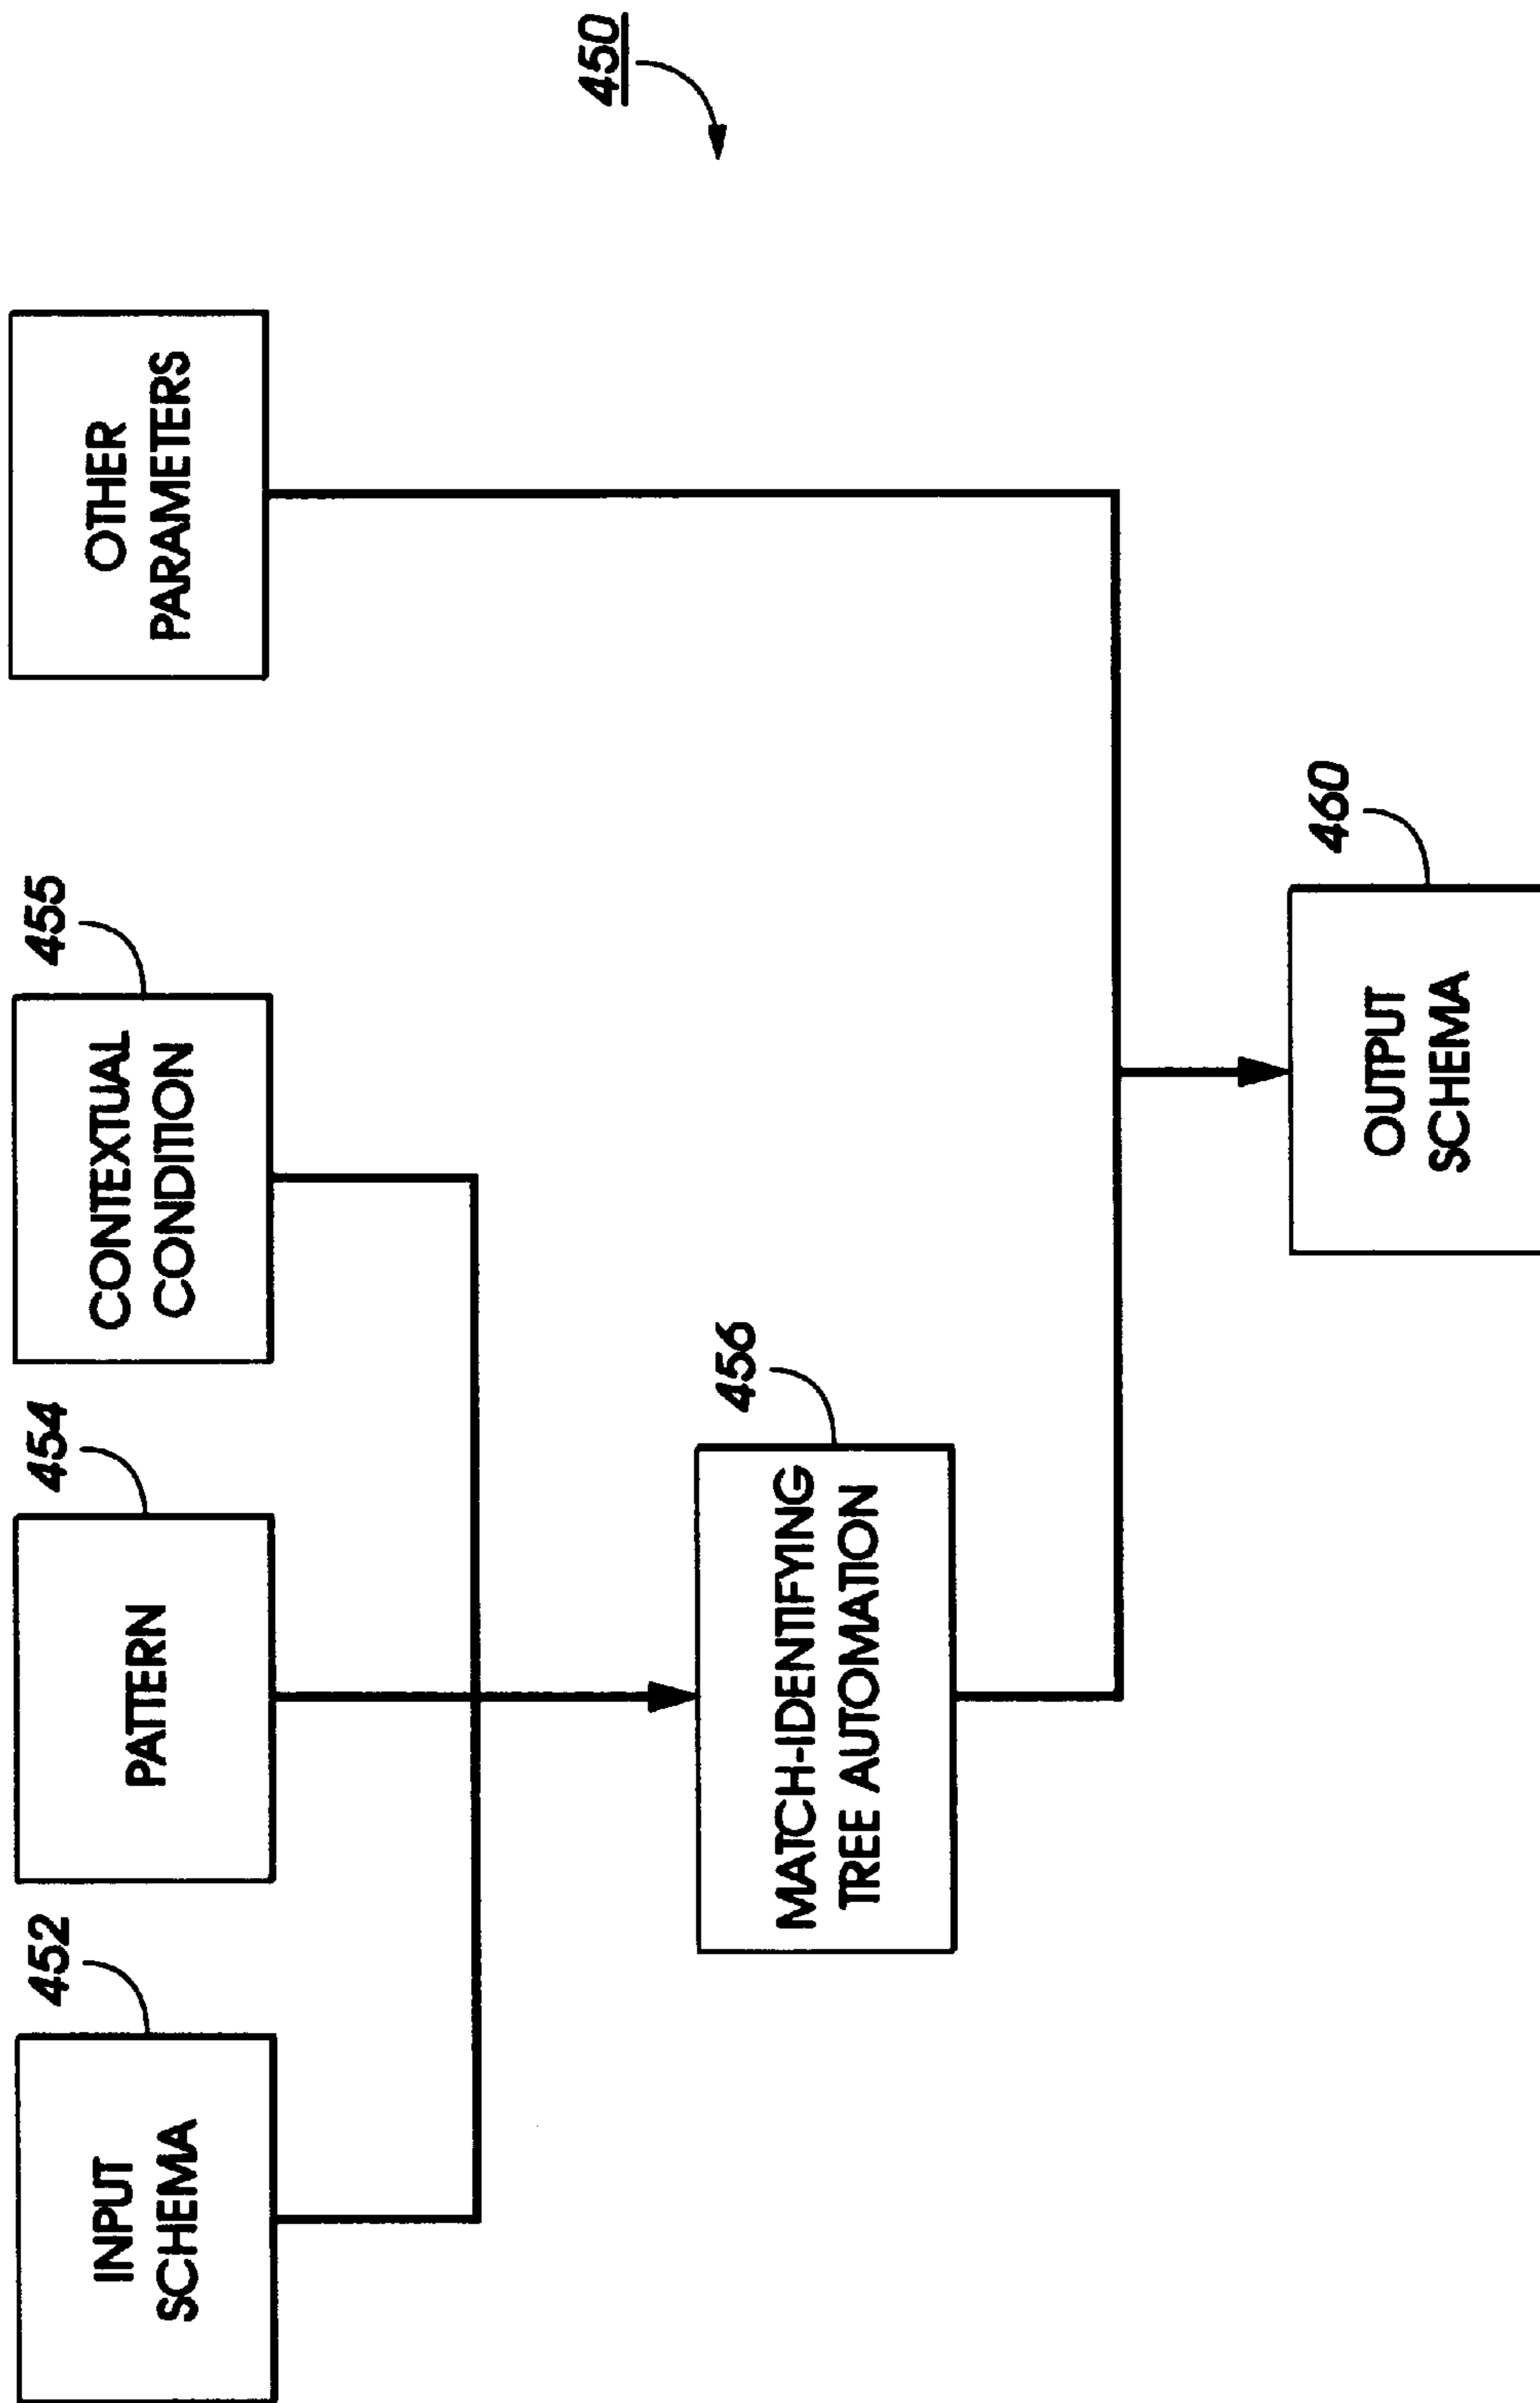 452
INPUT
SCHEMA
454
PATTERN
455
CONTEXTUAL
CONDITION
OTHER
PARAMETERS
450
456
MATCH-IDENTIFYING
TREE AUTOMATION
460
OUTPUT
SCHEMA